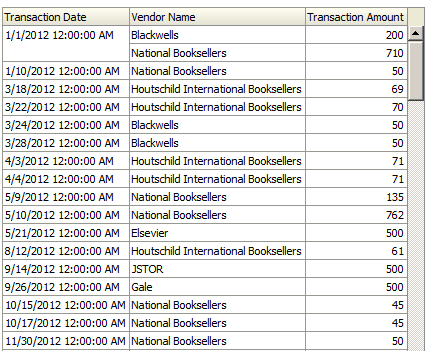 Transaction Date Vendor Name Transaction Amount
1/1/2012 12:00:00 AM Blackwells 200
National Booksellers 710
1/10/2012 12:00:00 AM National Booksellers 50
3/18/2012 12:00:00 AM Houtschild International Booksellers 69
3/22/2012 12:00:00 AM Houtschild International Booksellers 70
3/24/2012 12:00:00 AM Blackwells 50
3/28/2012 12:00:00 AM Blackwells 50
4/3/2012 12:00:00 AM Houtschild International Booksellers 71
4/4/2012 12:00:00 AM Houtschild International Booksellers 71
5/9/2012 12:00:00 AM National Booksellers 135
5/10/2012 12:00:00 AM National Booksellers 762
5/21/2012 12:00:00 AM Elsevier 500
8/12/2012 12:00:00 AM Houtschild International Booksellers 61
9/14/2012 12:00:00 AM JSTOR 500
9/26/2012 12:00:00 AM Gale 500
10/15/2012 12:00:00 AM National Booksellers 45
10/17/2012 12:00:00 AM National Booksellers 45
11/30/2012 12:00:00 AM National Booksellers 50